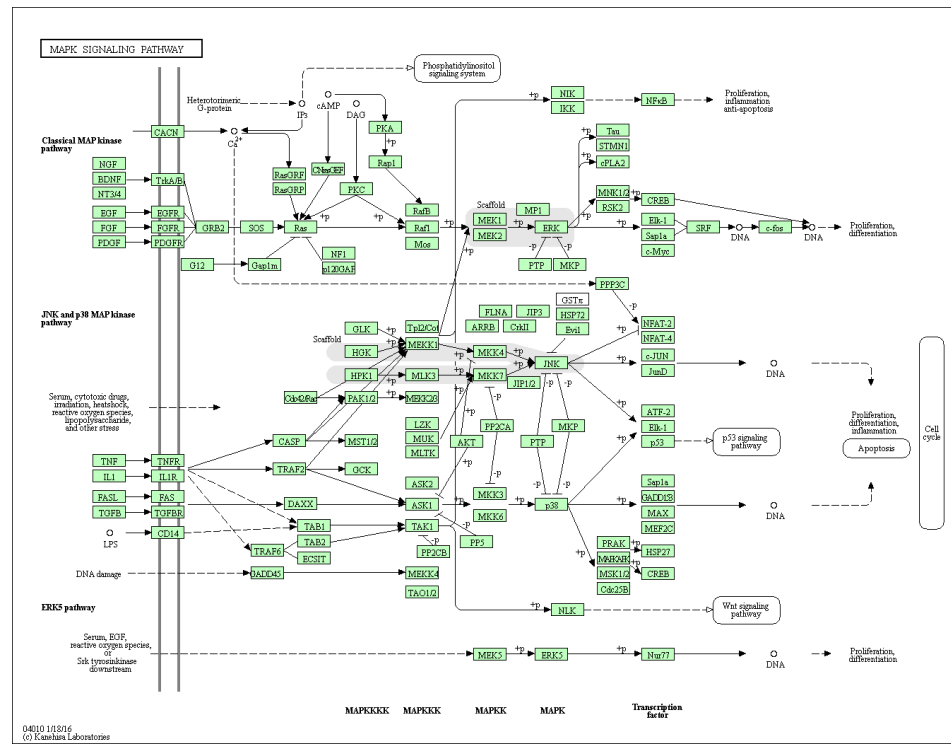 MAPK SIGNALING PATHWAY
Phosphatidylinositol
signaling system
Heterotorimeric
G-protein
IP3
cAMP
DAG
Ca2+
CACN
Classical MAP kinase
pathway
NGF
BDNF
NT3/4
EGF
FGF
PDGF
TrkA/B
EGFR
FGFR
PDGFR
GRB2
SOS
G12
Gap1m
RasGRF
RasGRP
CNrasGEF
PKC
PKA
+p
Rap1
Ras
+p
+p
NF1
p120GAP
RafB
Raf1
Mos
+p
+p
Scaffold
MEK1
MEK2
MP1
+p
ERK
-p
-p
PTP
MKP
+p
NIK
IKK
NFκB
Proliferation,
inflammation
anti-apoptosis
+p
Tau
STMN1
cPLA2
+p
MNK1/2
RSK2
+p
CREB
+p
Elk-1
Sap1a
c-Myc
SRF
DNA
c-fos
DNA
Proliferation,
differentiation
PPP3C
-p
NFAT-2
NFAT-4
JNK and p38 MAP kinase
pathway
Scaffold
GLK
HGK
HPK1
+p
+p
+p
Tpl2/Cot
MEKK1
MLK3
+p
+p
FLNA
JIP3
ARRB
CrkII
MKK4
MKK7
JIP1/2
GSTπ
HSP72
Evi1
+p
+p
JNK
+p
+p
c-JUN
JunD
DNA
Serum, cytotoxic drugs,
irradiation, heatshock,
reactive oxygen species,
lipopolysaccharide,
and other stress
Cdc42/Rac
PAK1/2
+p
MEKK2/3
LZK
MUK
MLTK
AKT
-p
-p
PP2CA
-p
-p
-p
PTP
MKP
-p
-p
ATF-2
Elk-1
p53
+p
p53 signaling
pathway
Proliferation,
differentiation,
inflammation
Apoptosis
Cell
cycle
TNF
IL1
FASL
TGFB
LPS
TNFR
IL1R
FAS
TGFBR
CD14
CASP
MST1/2
TRAF2
GCK
DAXX
TAB1
TAB2
TRAF6
ECSIT
ASK2
ASK1
TAK1
+p
-p
-p
PP2CB
PP5
MKK3
MKK6
+p
p38
+p
Sap1a
GADD153
MAX
MEF2C
DNA
+p
PRAK
MAPKAPK
MSK1/2
Cdc25B
+p
+p
HSP27
CREB
DNA damage
GADD45
MEKK4
TAO1/2
+p
NLK
Wnt signaling
pathway
ERK5 pathway
Serum, EGF,
reactive oxygen species,
or
Srk tyrosinkinase
downstream
MEK5
+p
ERK5
+p
Nur77
DNA
Proliferation,
differentiation
MAPKKKK
MAPKKK
MAPKK
MAPK
Transcription
factor
04010 1/18/16
(c) Kanehisa Laboratories